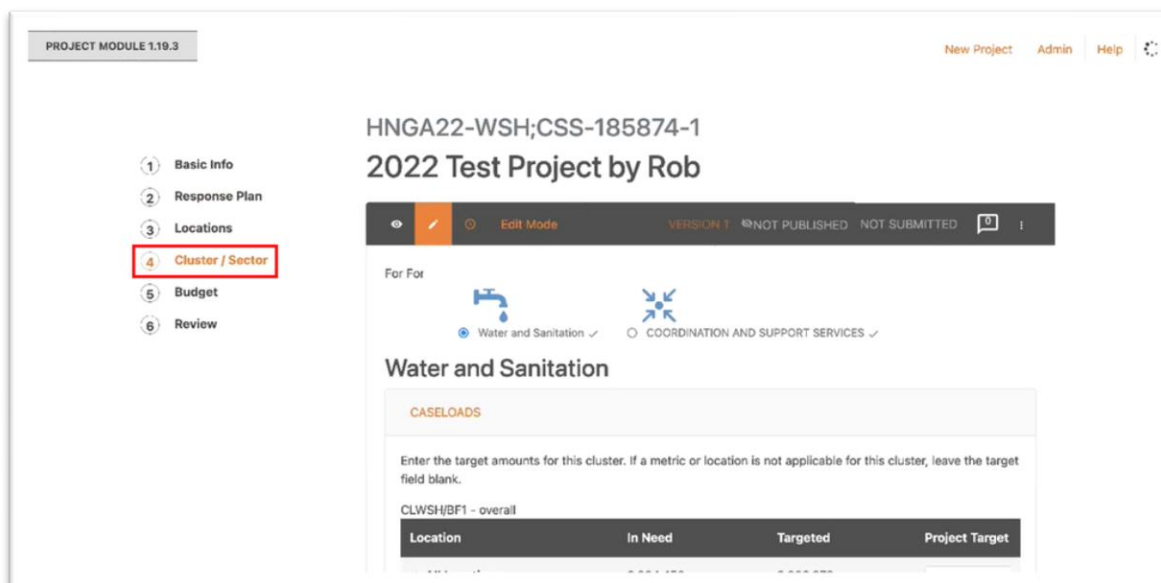 PROJECT MODULE 1.19.3
New Project Admin Help
HNGA22-WSH;CSS-185874-1
2022 Test Project by Rob
1 Basic Info
2 Response Plan
3 Locations
4 Cluster / Sector
5 Budget
6 Review
Edit Mode VERSION 1 NOT PUBLISHED NOT SUBMITTED 0
For For
Water and Sanitation COORDINATION AND SUPPORT SERVICES
Water and Sanitation
CASELOADS
Enter the target amounts for this cluster. If a metric or location is not applicable for this cluster, leave the target
field blank.
CLWSH/BF1 - overall
Location In Need Targeted Project Target